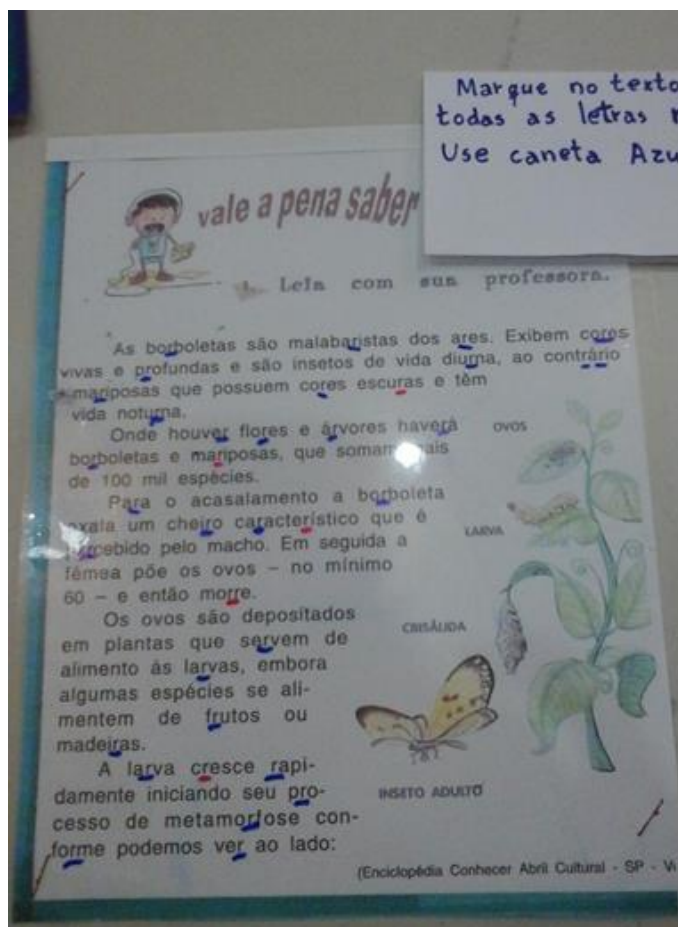 Marque no texto
todas as letras
Use caneta
vale a pena saber
Leia com sua professora.
As borboletas são malabaristas dos ares. Exibem cores
vivas e profundas e são insetos de vida diurna, ao contrário
mariposas que possuem cores escuras e têm
vida noturna.
Onde houver flores e árvores haverá
borboletas e mariposas, que somam mais
de 100 mil espécies.
Para o acasalamento a borboleta
exala um cheiro característico que é
percebido pelo macho. Em seguida a
fêmea põe os ovos – no mínimo
60 – e então morre.
Os ovos são depositados
em plantas que servem de
alimento ás larvas, embora
algumas espécies se ali-
mentem de frutos ou
madeiras.
A larva cresce rapi-
damente iniciando seu pro-
cesso de metamorfose con-
forme podemos ver ao lado:
ovos
LARVA
CRISÁLIDA
INSETO ADULTO
(Enciclopédia Conhecer Abril Cultural - SP -